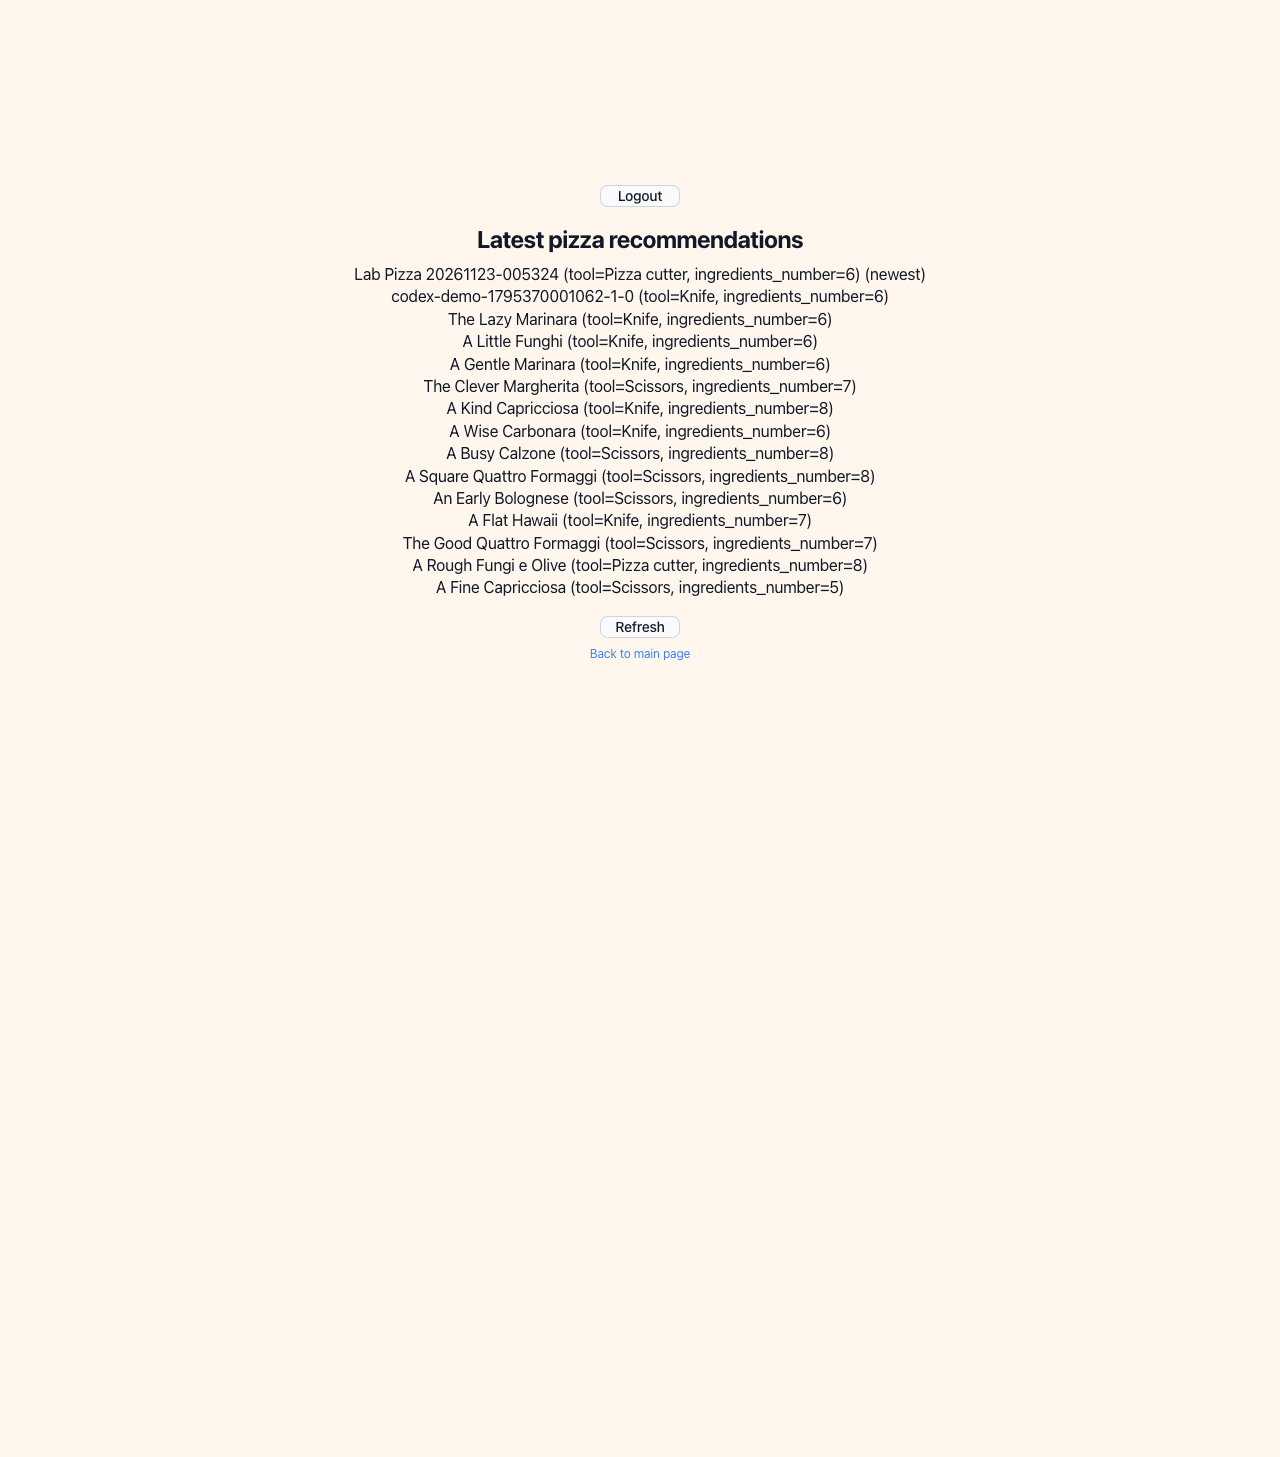 Logout
Latest pizza recommendations
Lab Pizza 20261123-005324 (tool=Pizza cutter, ingredients_number=6) (newest)
codex-demo-1795370001062-1-0 (tool=Knife, ingredients_number=6)
The Lazy Marinara (tool=Knife, ingredients_number=6)
A Little Funghi (tool=Knife, ingredients_number=6)
A Gentle Marinara (tool=Knife, ingredients_number=6)
The Clever Margherita (tool=Scissors, ingredients_number=7)
A Kind Capricciosa (tool=Knife, ingredients_number=8)
A Wise Carbonara (tool=Knife, ingredients_number=6)
A Busy Calzone (tool=Scissors, ingredients_number=8)
A Square Quattro Formaggi (tool=Scissors, ingredients_number=8)
An Early Bolognese (tool=Scissors, ingredients_number=6)
A Flat Hawaii (tool=Knife, ingredients_number=7)
The Good Quattro Formaggi (tool=Scissors, ingredients_number=7)
A Rough Fungi e Olive (tool=Pizza cutter, ingredients_number=8)
A Fine Capricciosa (tool=Scissors, ingredients_number=5)
Refresh
Back to main page